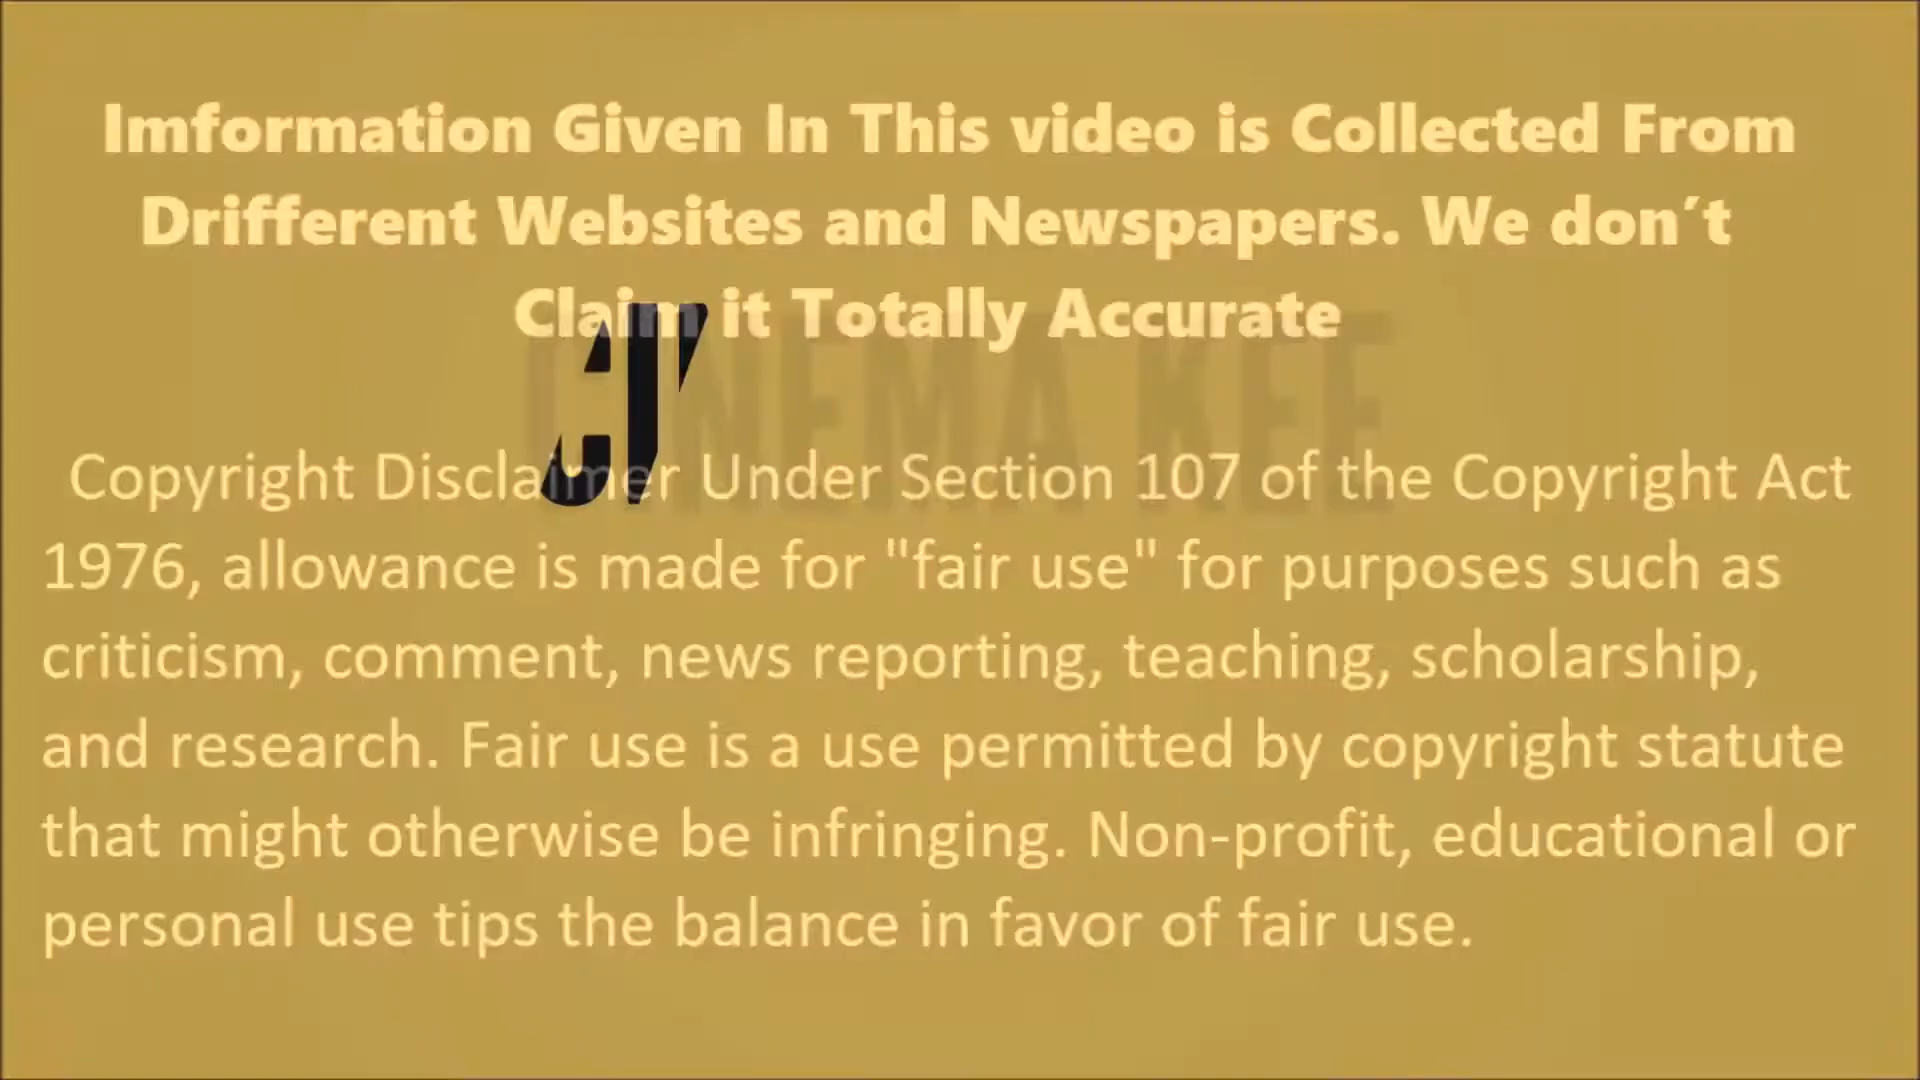 Imformation Given In This video is Collected From
Drifferent Websites and Newspapers. We don't
Claim it Totally Accurate
CINEMA KEE
Copyright Disclaimer Under Section 107 of the Copyright Act
1976, allowance is made for "fair use" for purposes such as
criticism, comment, news reporting, teaching, scholarship,
and research. Fair use is a use permitted by copyright statute
that might otherwise be infringing. Non-profit, educational or
personal use tips the balance in favor of fair use.